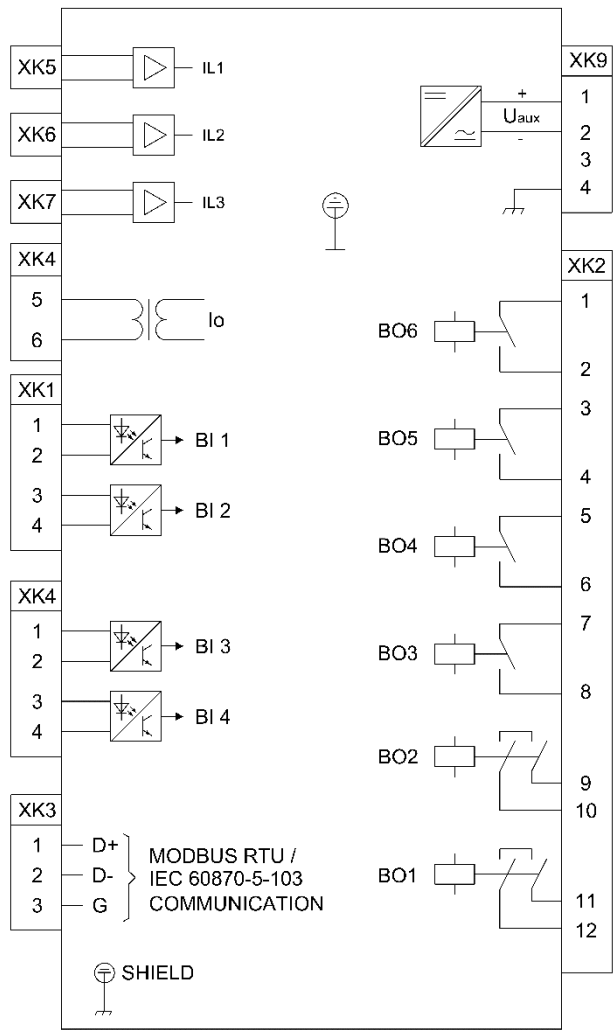 XK5
IL1
XK6
IL2
XK7
IL3
XK4
5
6
Io
XK1
1
2
BI 1
3
4
BI 2
XK4
1
2
BI 3
3
4
BI 4
XK3
1 D+
2 D-
3 G
MODBUS RTU /
IEC 60870-5-103
COMMUNICATION
SHIELD
XK9
+
1
Uaux
-
2
3
4
XK2
1
BO6
2
3
BO5
4
5
BO4
6
7
BO3
8
BO2
9
10
BO1
11
12